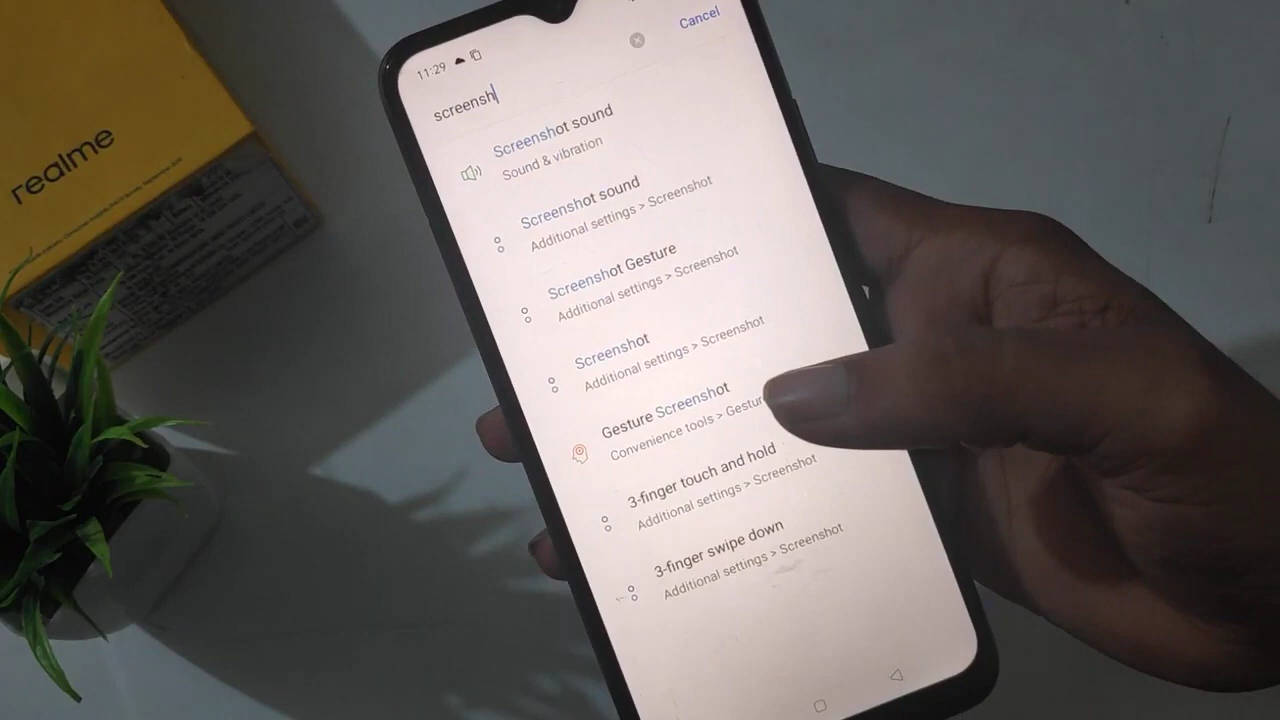 realme
11:29
Cancel
screensh
Screenshot sound
Sound & vibration
Screenshot sound
Additional settings > Screenshot
Screenshot Gesture
Additional settings > Screenshot
Screenshot
Additional settings > Screenshot
Gesture Screenshot
Convenience tools > Gestur
3-finger touch and hold
Additional settings > Screenshot
3-finger swipe down
Additional settings > Screenshot